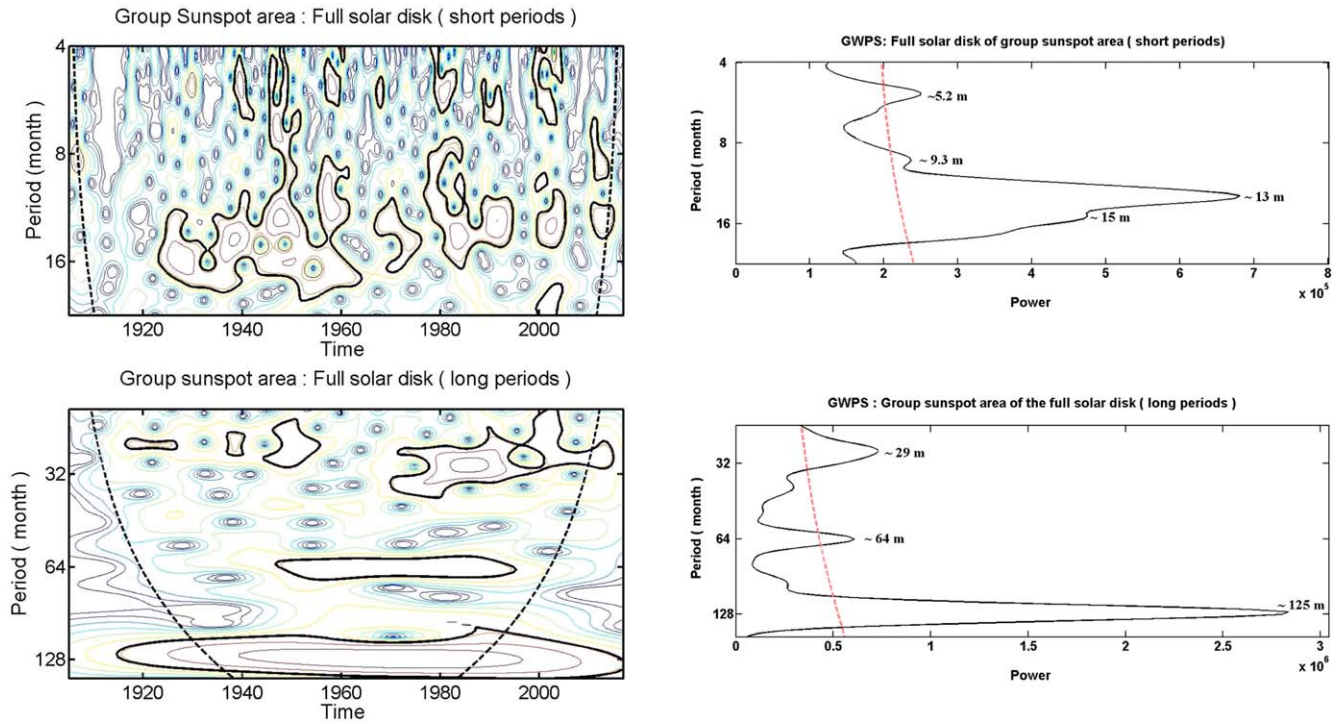 Group Sunspot area : Full solar disk ( short periods )
4
8
16
Period (month)
1920 1940 1960 1980 2000
Time
GWPS: Full solar disk of group sunspot area ( short periods)
4
8
16
Period ( month )
~5.2 m
~ 9.3 m
~ 13 m
~ 15 m
0 1 2 3 4 5 6 7 8
x 10^5
Power
Group sunspot area : Full solar disk ( long periods )
32
64
128
Period ( month )
1920 1940 1960 1980 2000
Time
GWPS : Group sunspot area of the full solar disk ( long periods )
32
64
128
Period ( month )
~ 29 m
~ 64 m
~ 125 m
0 0.5 1 1.5 2 2.5 3
x 10^6
Power